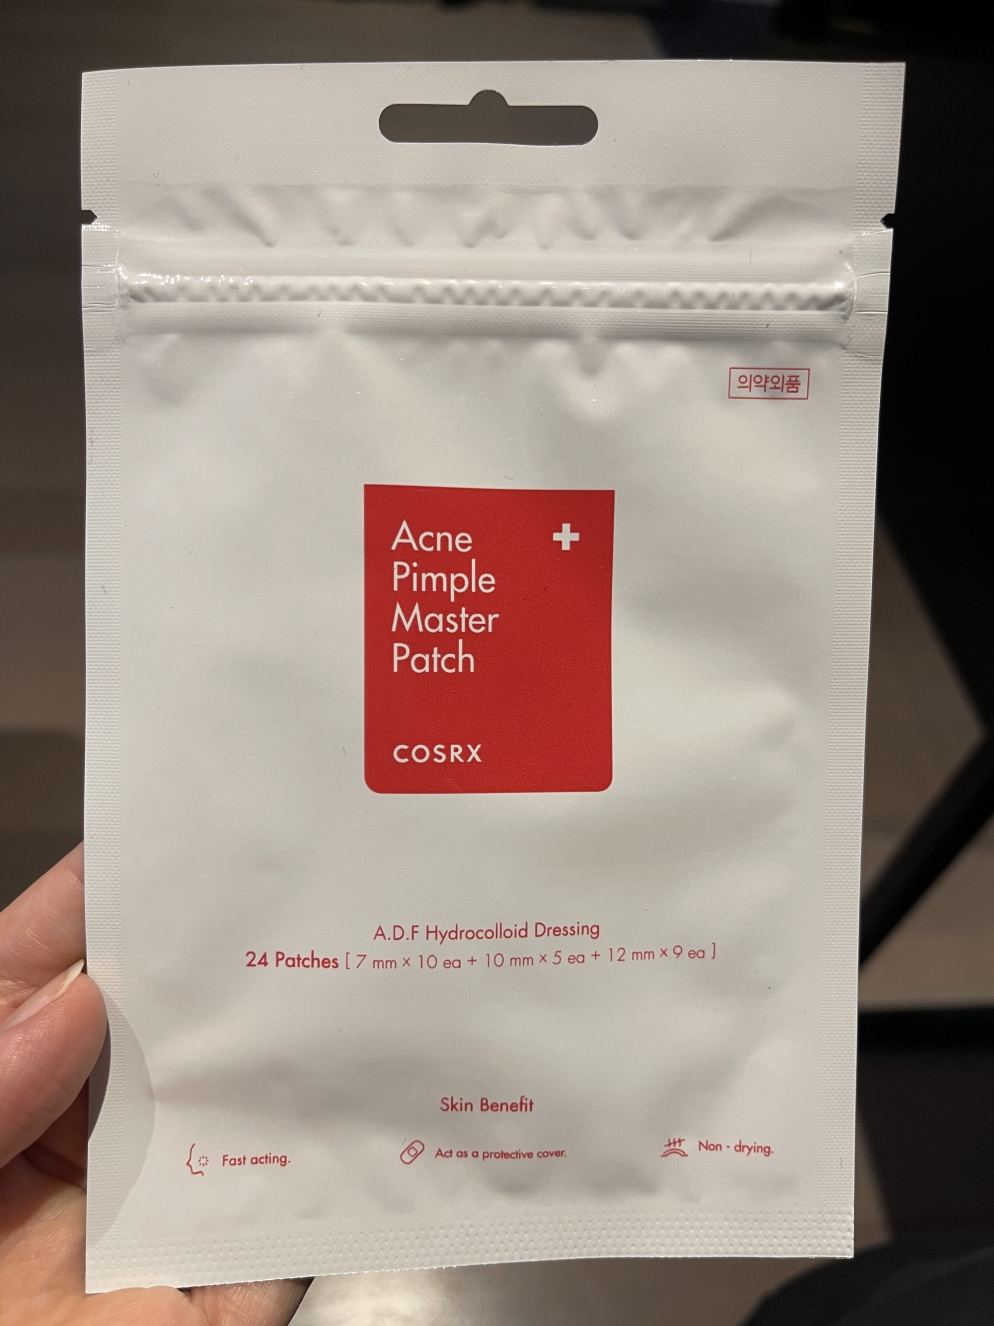 의약외품
Acne
Pimple
Master
Patch
COSRX
A.D.F Hydrocolloid Dressing
24 Patches [ 7 mm × 10 ea + 10 mm × 5 ea + 12 mm × 9 ea ]
Skin Benefit
Fast acting.
Act as a protective cover.
Non - drying.